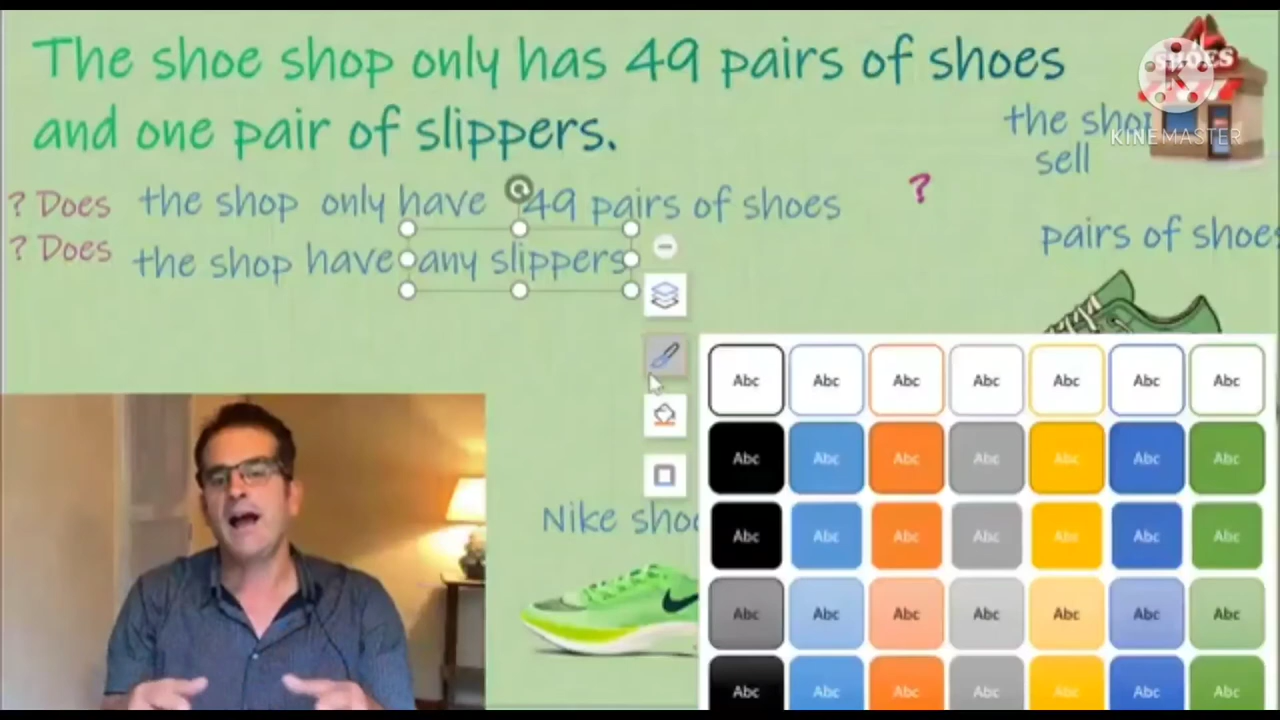 The shoe shop only has 49 pairs of shoes
and one pair of slippers.
SHOES
the shop
sell
KINEMASTER
? Does the shop only have 49 pairs of shoes ?
? Does the shop have any slippers
pairs of shoes
Nike
Abc Abc Abc Abc Abc Abc Abc
Abc Abc Abc Abc Abc Abc Abc
Abc Abc Abc Abc Abc Abc Abc
Abc Abc Abc Abc Abc Abc Abc
Abc Abc Abc Abc Abc Abc Abc